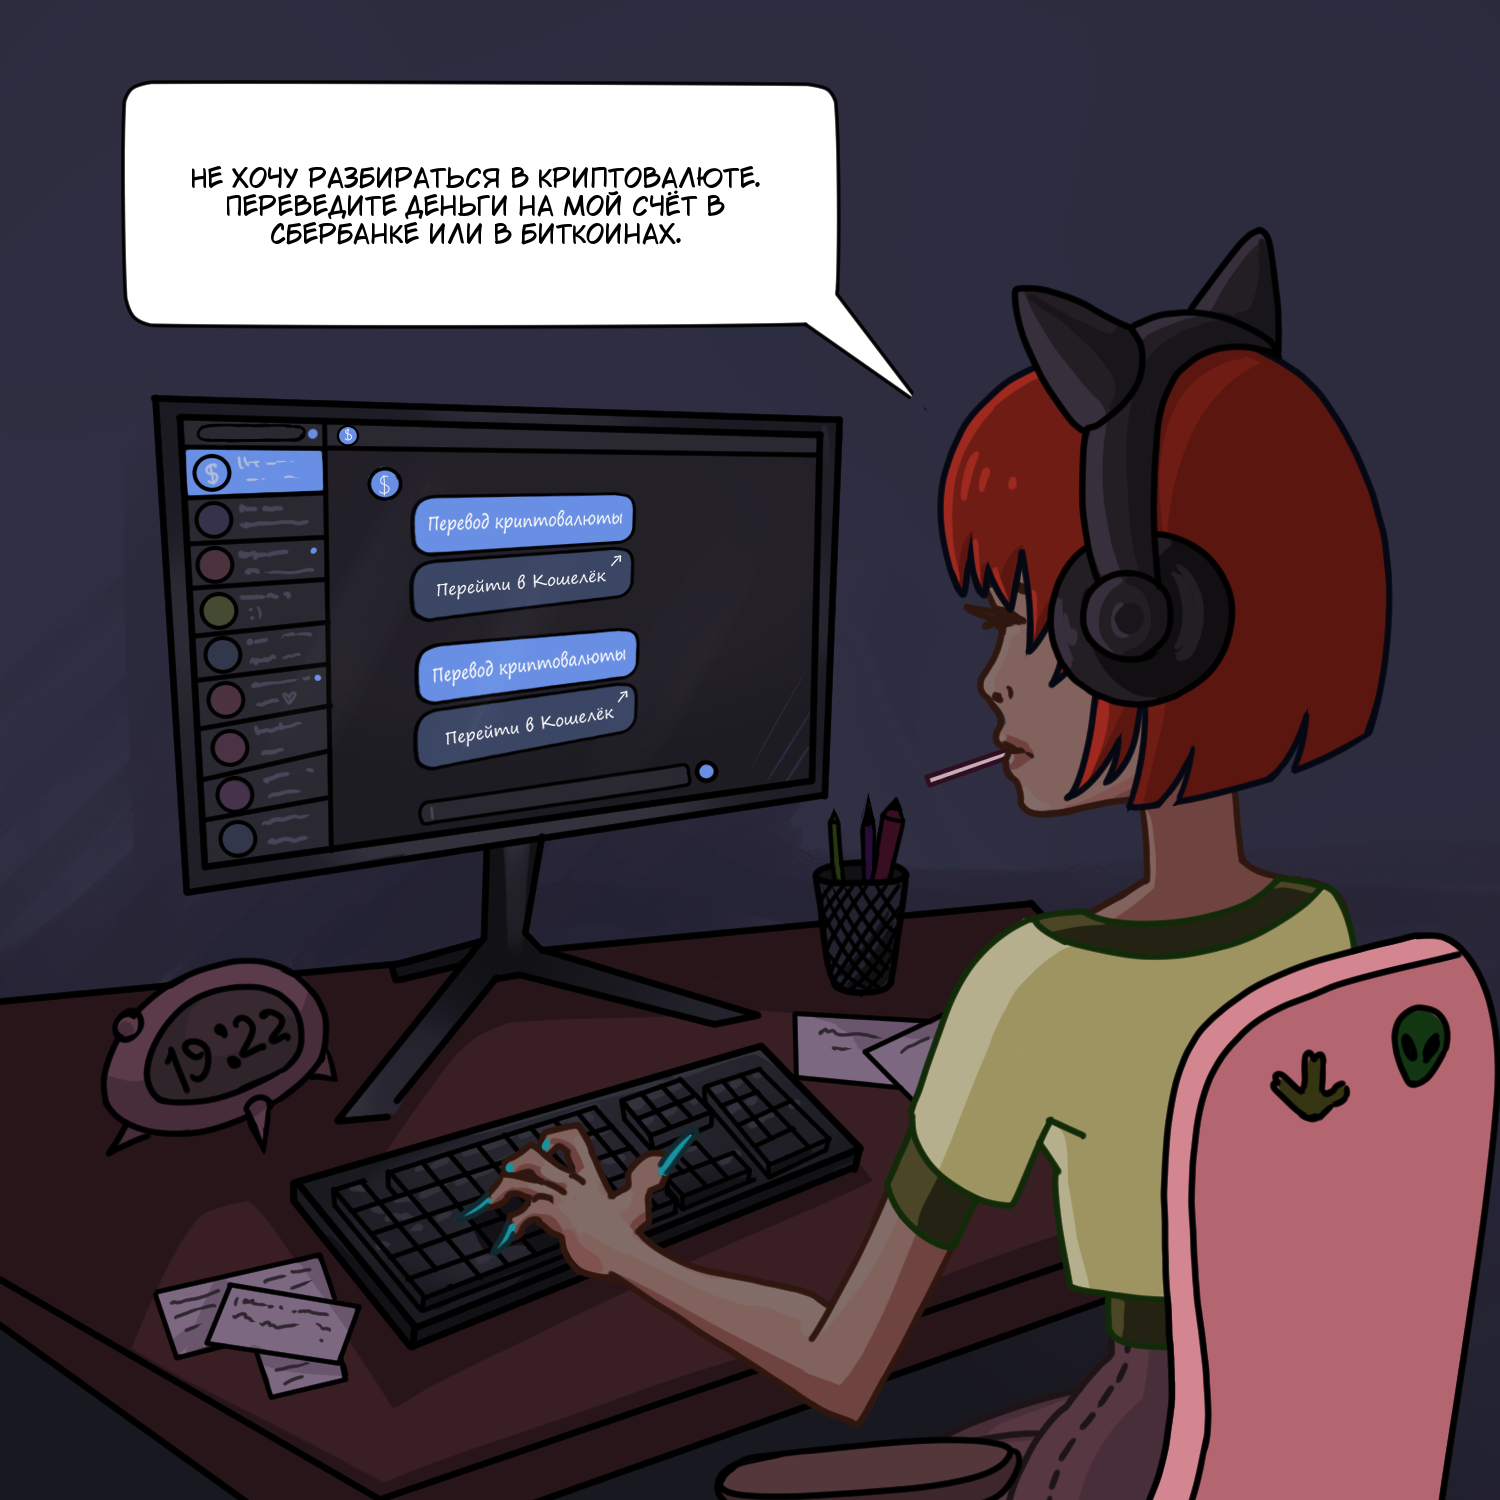 НЕ ХОЧУ РАЗБИРАТЬСЯ В КРИПТОВАЛЮТЕ.
ПЕРЕВЕДИТЕ ДЕНЬГИ НА МОЙ СЧЁТ В
СБЕРБАНКЕ ИЛИ В БИТКОИНАХ.
$
$
$
Перевод криптовалюты
Перейти в Кошелёк
:)
Перевод криптовалюты
Перейти в Кошелёк
19:22